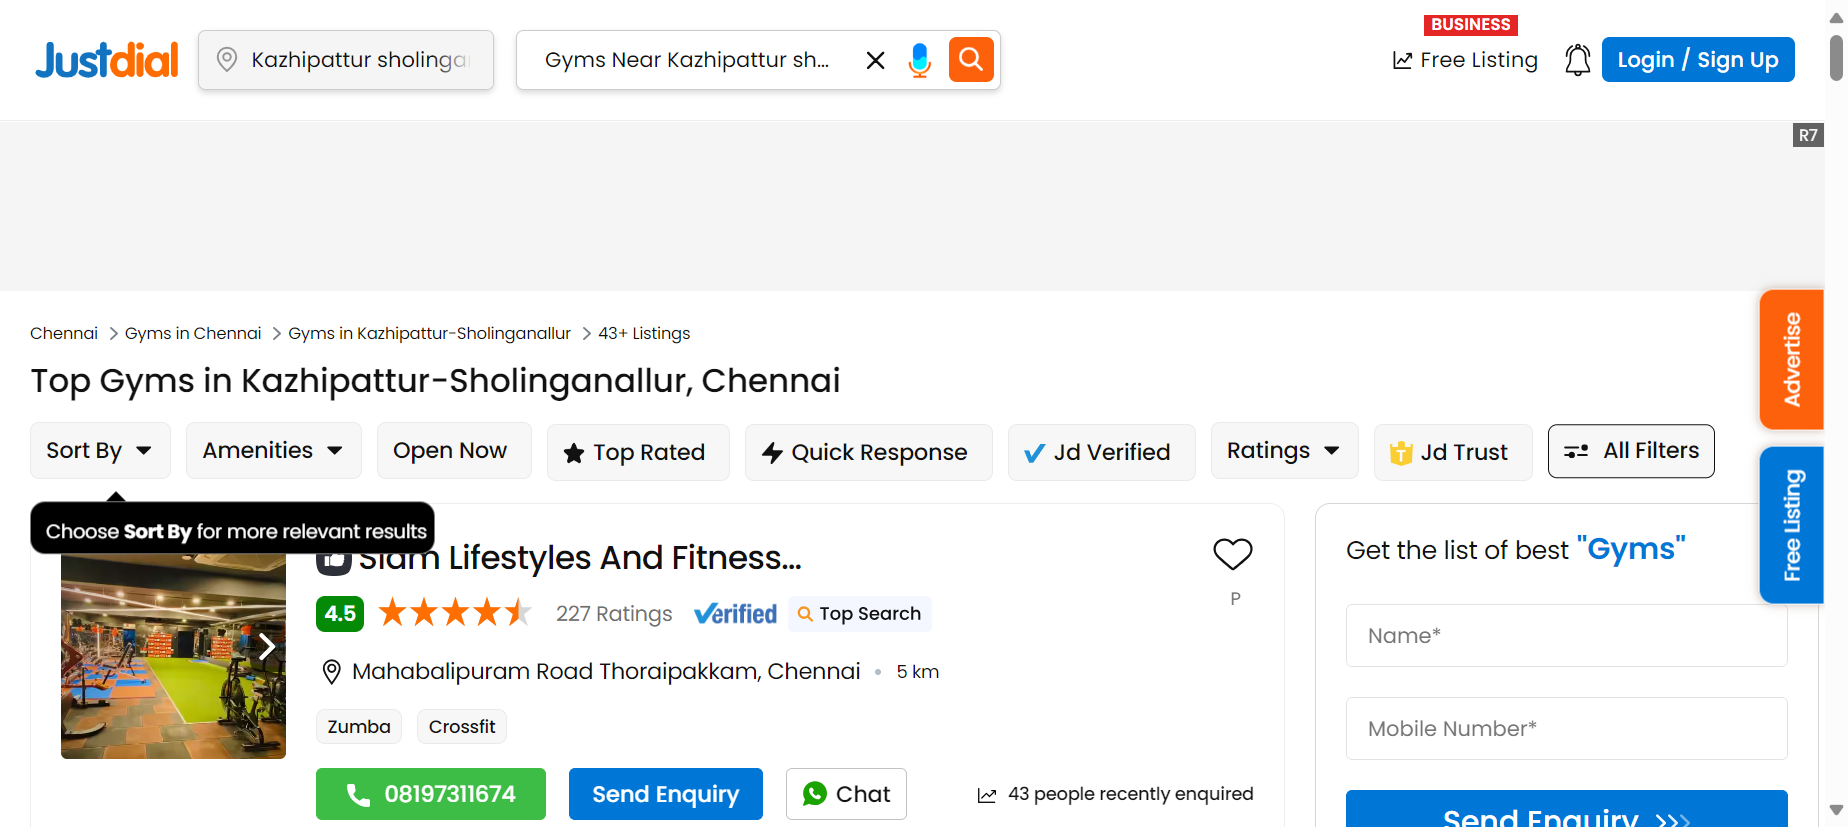 Justdial
Kazhipattur sholinga
Gyms Near Kazhipattur sh...
BUSINESS
Free Listing
Login / Sign Up
R7
Chennai > Gyms in Chennai > Gyms in Kazhipattur-Sholinganallur > 43+ Listings
Top Gyms in Kazhipattur-Sholinganallur, Chennai
Advertise
Sort By Amenities Open Now Top Rated Quick Response Jd Verified Ratings Jd Trust All Filters
Free Listing
Choose Sort By for more relevant results
Slam Lifestyles And Fitness...
4.5 227 Ratings Verified Top Search
P
Mahabalipuram Road Thoraipakkam, Chennai • 5 km
Zumba Crossfit
08197311674 Send Enquiry Chat 43 people recently enquired
Get the list of best "Gyms"
Name*
Mobile Number*
Send Enquiry